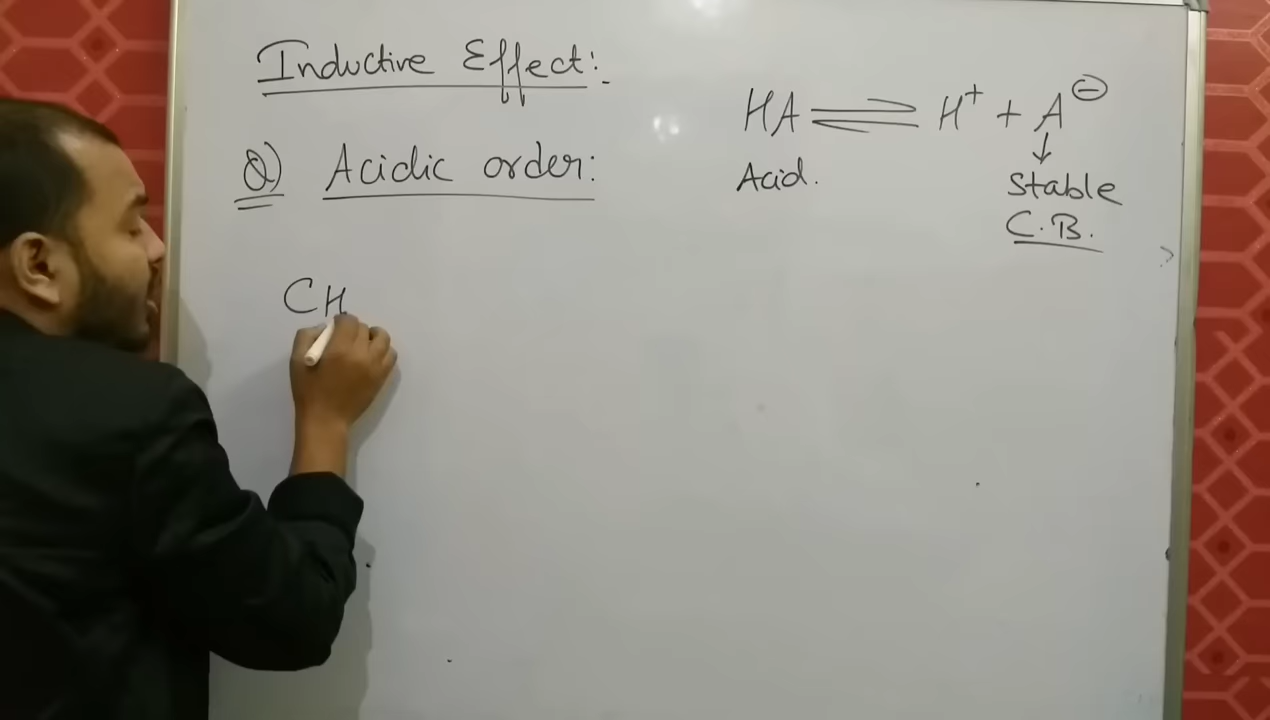 Inductive Effect:-
Q) Acidic order:
CH
HA ⇌ H⁺ + A⊖
↓
Acid. Stable
C.B.